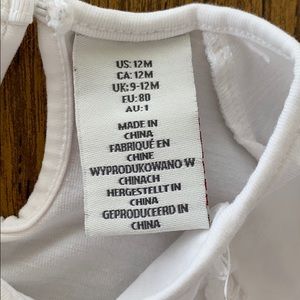 US: 12M
CA: 12M
UK: 9-12M
EU: 80
AU: 1
MADE IN
CHINA
FABRIQUÉ EN
CHINE
WYPRODUKOWANO W
CHINACH
HERGESTELLT IN
CHINA
GEPRODUCEERD IN
CHINA